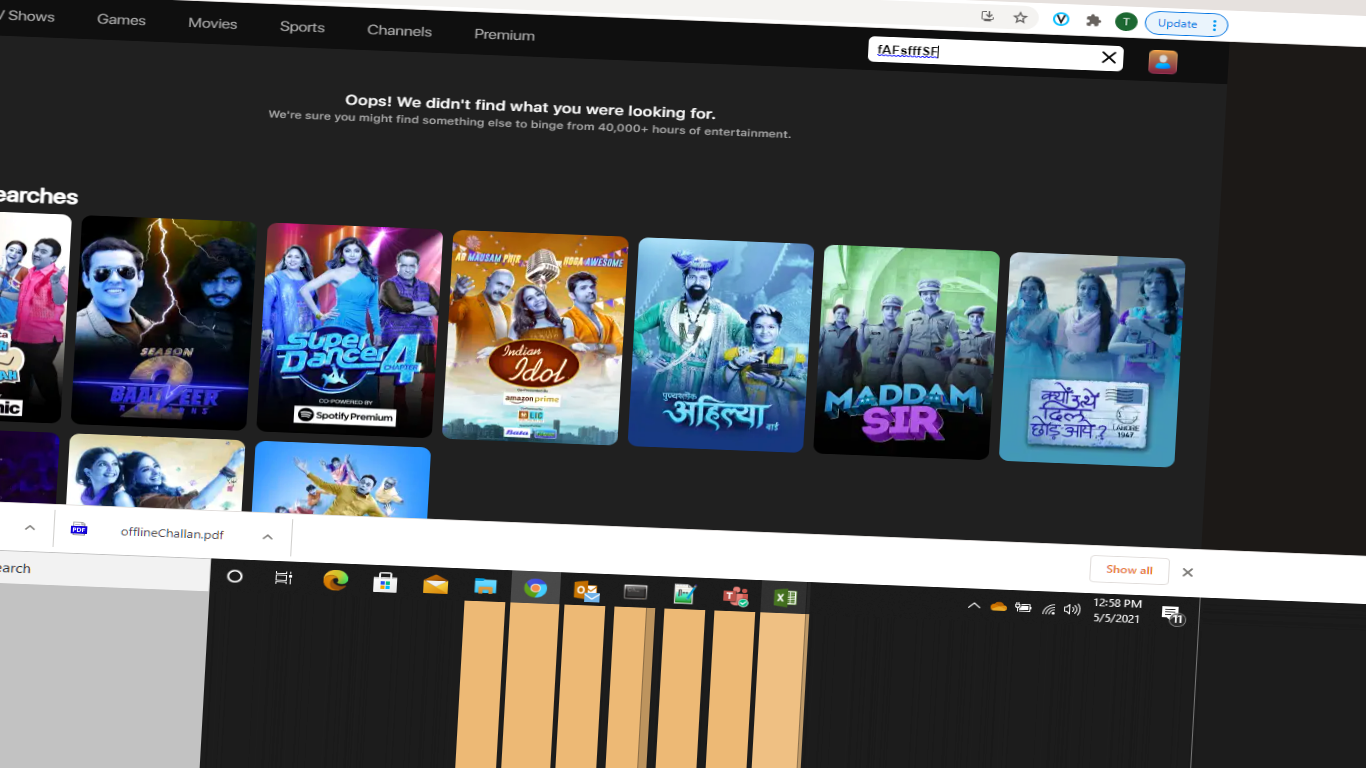 / Shows Games Movies Sports Channels Premium
T Update
fAFsfffSF
Oops! We didn't find what you were looking for.
We're sure you might find something else to binge from 40,000+ hours of entertainment.
earches
SEASON
2
BAALVEER
Super
Dancer
CHAPTER
4
CO-POWERED BY
Spotify Premium
AB MAUSAM PHIR HOGA AWESOME
Indian
Idol
amazon prime
LIC
पुण्यश्लोक
अहिल्या
बाई
MADDAM
SIR
क्यों उत्थे
दिल
छोड़ आये?
LAHORE
1947
PDF offlineChallan.pdf
Show all
earch
12:58 PM
5/5/2021
11